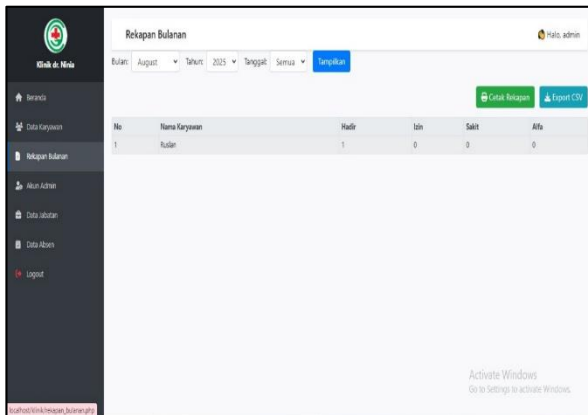 Klinik dr. Ninia
Beranda
Data Karyawan
Rekapan Bulanan
Akun Admin
Data Jabatan
Data Absen
Logout
Rekapan Bulanan
Halo, admin
Bulan: August Tahun: 2025 Tanggal: Semua Tampilkan
Cetak Rekapan Export CSV
No Nama Karyawan Hadir Izin Sakit Alfa
1 Ruslan 1 0 0 0
Activate Windows
Go to Settings to activate Windows.
localhost/klinik/rekapan_bulanan.php